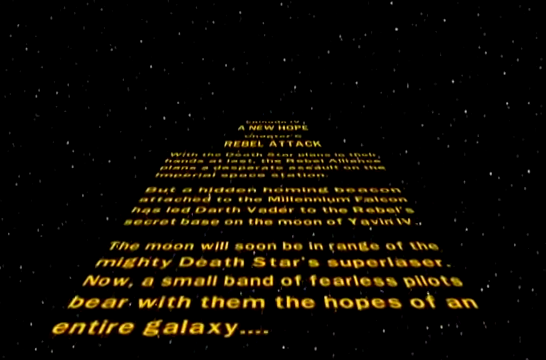 Episode IV:
A NEW HOPE
Chapter 5
REBEL ATTACK
With the Death Star plans in their
hands at last, the Rebel Alliance
plans a desperate assault on the
Imperial space station.
But a hidden homing beacon
attached to the Millennium Falcon
has led Darth Vader to the Rebel's
secret base on the moon of Yavin IV.
The moon will soon be in range of the
mighty Death Star's superlaser.
Now, a small band of fearless pilots
bear with them the hopes of an
entire galaxy....